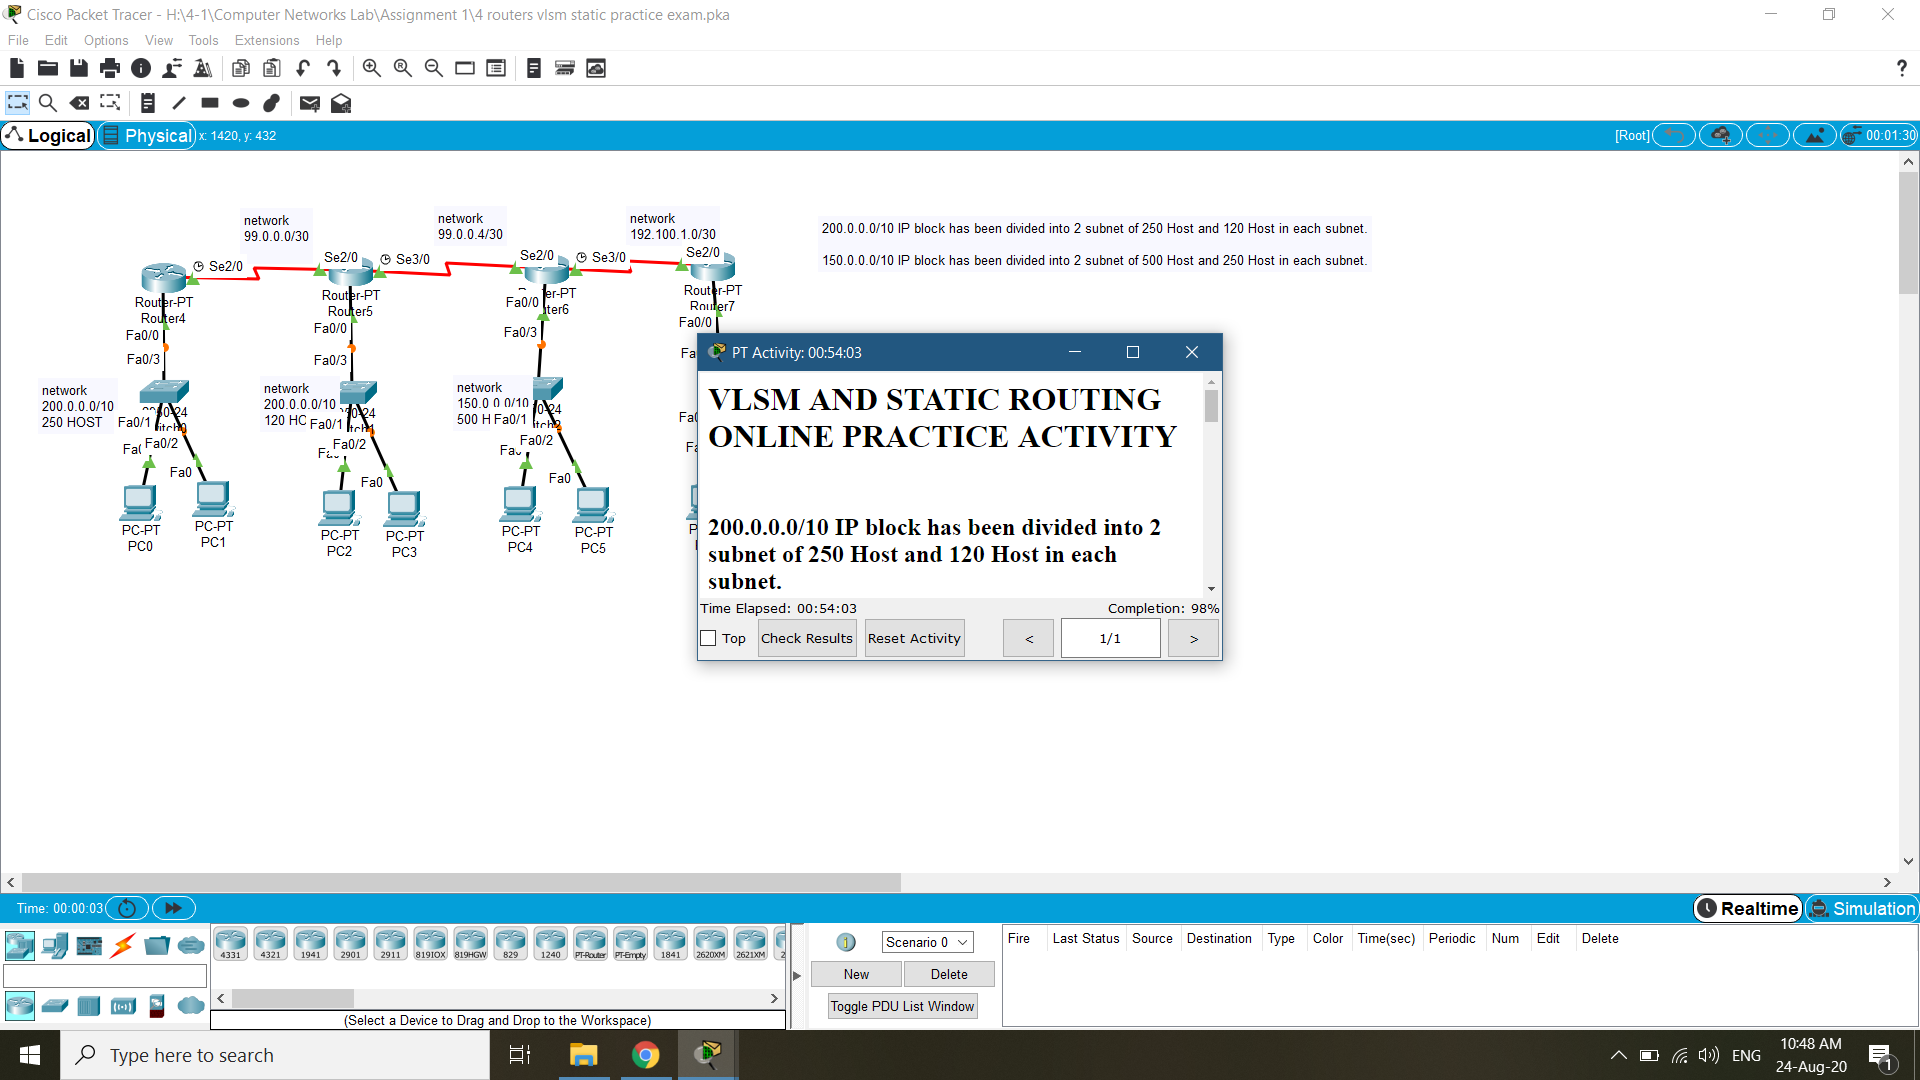 Cisco Packet Tracer - H:\4-1\Computer Networks Lab\Assignment 1\4 routers vlsm static practice exam.pka
File Edit Options View Tools Extensions Help
?
Logical Physical x: 1420, y: 432 [Root] 00:01:30
network
99.0.0.0/30
network
99.0.0.4/30
network
192.100.1.0/30
200.0.0.0/10 IP block has been divided into 2 subnet of 250 Host and 120 Host in each subnet.
150.0.0.0/10 IP block has been divided into 2 subnet of 500 Host and 250 Host in each subnet.
Se2/0
Se2/0
Se3/0
Se2/0
Se3/0
Se2/0
Router-PT
Router4
Router-PT
Router5
er-PT
ter6
Router-PT
Router7
Fa0/0
Fa0/3
Fa0/0
Fa0/3
Fa0/0
Fa0/3
Fa0/0
Fa
network
200.0.0.0/10
250 HOST
network
200.0.0.0/10
120 HO
network
150.0.0.0/10
500 H
Fa0/1
Fa0/2
Fa0
Fa0/1
Fa0/2
Fa0
Fa0/1
Fa0/2
Fa0
PC-PT
PC0
PC-PT
PC1
PC-PT
PC2
PC-PT
PC3
PC-PT
PC4
PC-PT
PC5
PT Activity: 00:54:03
VLSM AND STATIC ROUTING
ONLINE PRACTICE ACTIVITY
200.0.0.0/10 IP block has been divided into 2
subnet of 250 Host and 120 Host in each
subnet.
Time Elapsed: 00:54:03 Completion: 98%
Top Check Results Reset Activity < 1/1 >
Time: 00:00:03 Realtime Simulation
4331 4321 1941 2901 2911 819IOX 819HGW 829 1240 PT-Router PT-Empty 1841 2620XM 2621XM 2
(Select a Device to Drag and Drop to the Workspace)
Scenario 0
New Delete
Toggle PDU List Window
Fire Last Status Source Destination Type Color Time(sec) Periodic Num Edit Delete
Type here to search
ENG
10:48 AM
24-Aug-20
1